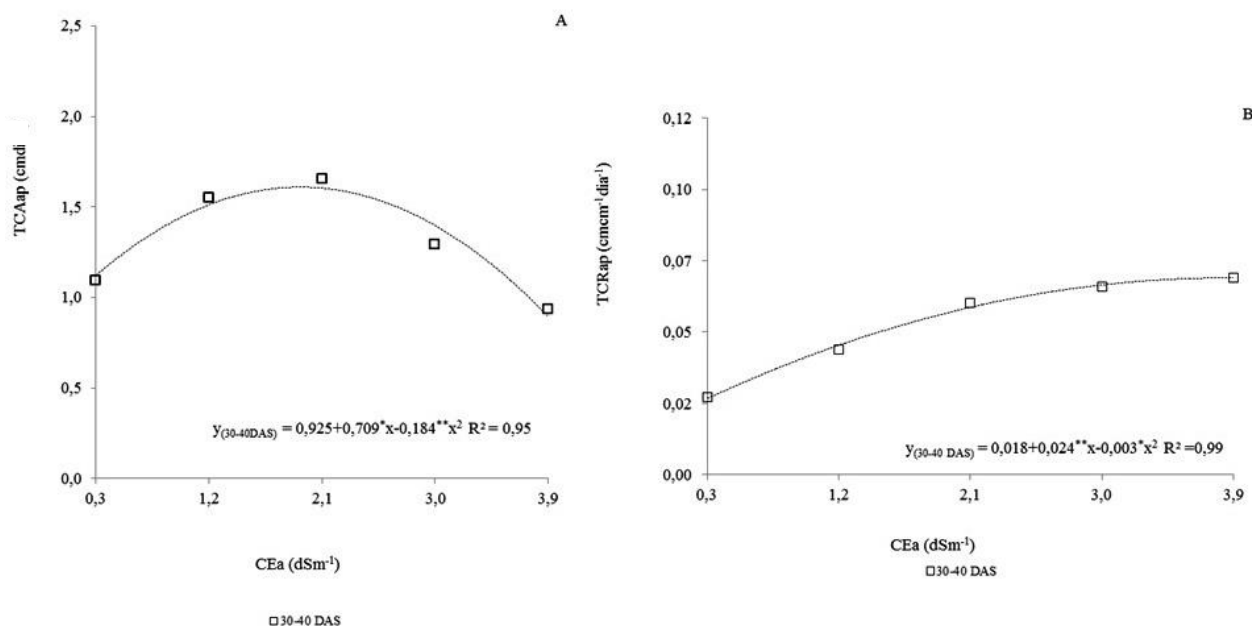 A
2,5
2,0
1,5
1,0
0,5
0,0
TCAap (cmdi
y(30-40DAS) = 0,925+0,709*x-0,184**x² R² = 0,95
0,3 1,2 2,1 3,0 3,9
CEa (dSm⁻¹)
30-40 DAS
B
0,12
0,10
0,07
0,05
0,02
0,00
TCRap (cmcm⁻¹dia⁻¹)
y(30-40 DAS) = 0,018+0,024**x-0,003*x² R² =0,99
0,3 1,2 2,1 3,0 3,9
CEa (dSm⁻¹)
30-40 DAS